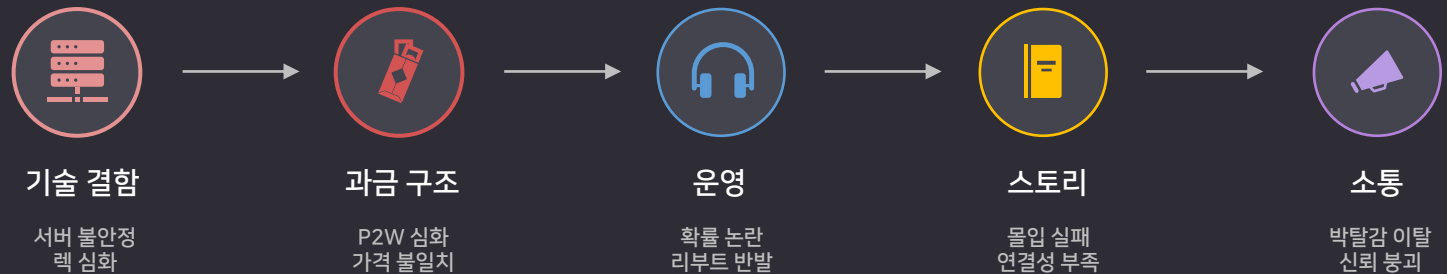 기술 결함
서버 불안정
렉 심화
과금 구조
P2W 심화
가격 불일치
운영
확률 논란
리부트 반발
스토리
몰입 실패
연결성 부족
소통
박탈감 이탈
신뢰 붕괴